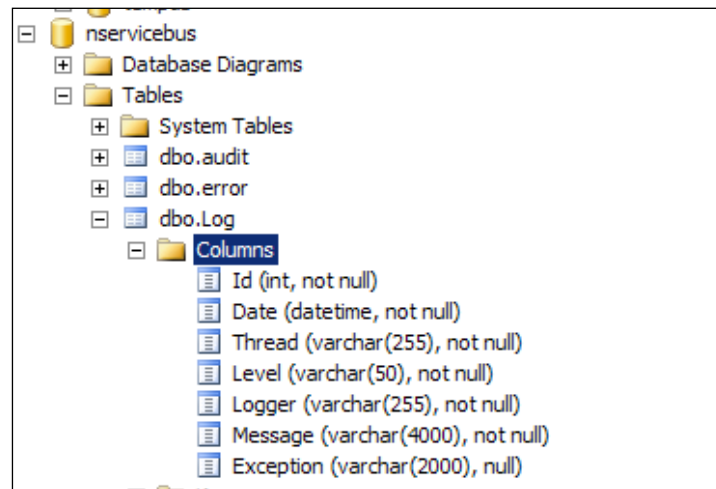 nservicebus
Database Diagrams
Tables
System Tables
dbo.audit
dbo.error
dbo.Log
Columns
Id (int, not null)
Date (datetime, not null)
Thread (varchar(255), not null)
Level (varchar(50), not null)
Logger (varchar(255), not null)
Message (varchar(4000), not null)
Exception (varchar(2000), null)